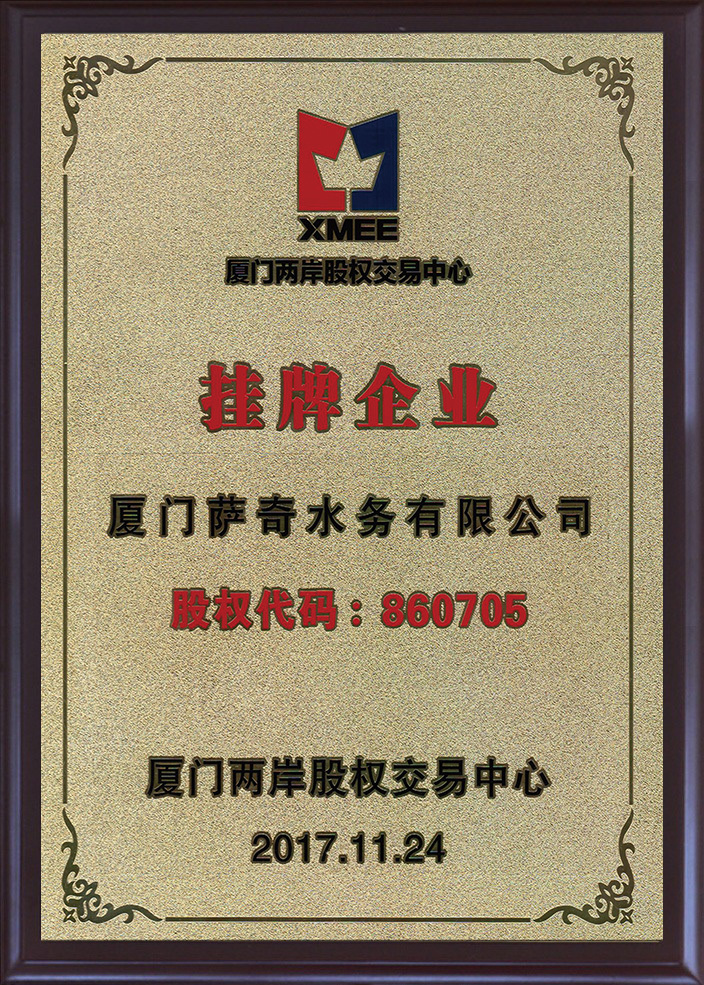 XMEE
厦门两岸股权交易中心
挂牌企业
厦门萨奇水务有限公司
股权代码：860705
厦门两岸股权交易中心
2017.11.24